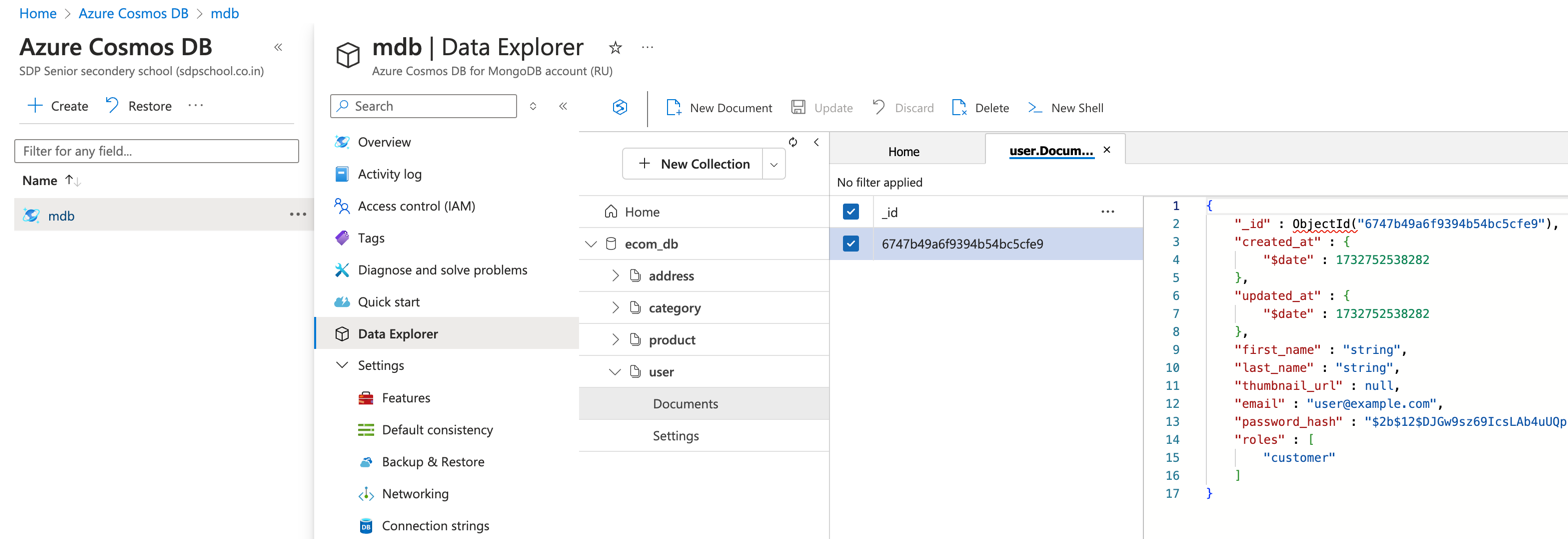 Home > Azure Cosmos DB > mdb
Azure Cosmos DB «
SDP Senior secondery school (sdpschool.co.in)
+ Create Restore ···
Filter for any field...
Name ↑↓
mdb ···
mdb | Data Explorer ☆ ···
Azure Cosmos DB for MongoDB account (RU)
Search «
Overview
Activity log
Access control (IAM)
Tags
Diagnose and solve problems
Quick start
Data Explorer
Settings
Features
Default consistency
Backup & Restore
Networking
Connection strings
New Document Update Discard Delete New Shell
+ New Collection
Home
ecom_db
address
category
product
user
Documents
Settings
Home
user.Docum... ×
No filter applied
_id ···
6747b49a6f9394b54bc5cfe9
1 {
2 "_id" : ObjectId("6747b49a6f9394b54bc5cfe9"),
3 "created_at" : {
4 "$date" : 1732752538282
5 },
6 "updated_at" : {
7 "$date" : 1732752538282
8 },
9 "first_name" : "string",
10 "last_name" : "string",
11 "thumbnail_url" : null,
12 "email" : "user@example.com",
13 "password_hash" : "$2b$12$DJGw9sz69IcsLAb4uUQp
14 "roles" : [
15 "customer"
16 ]
17 }